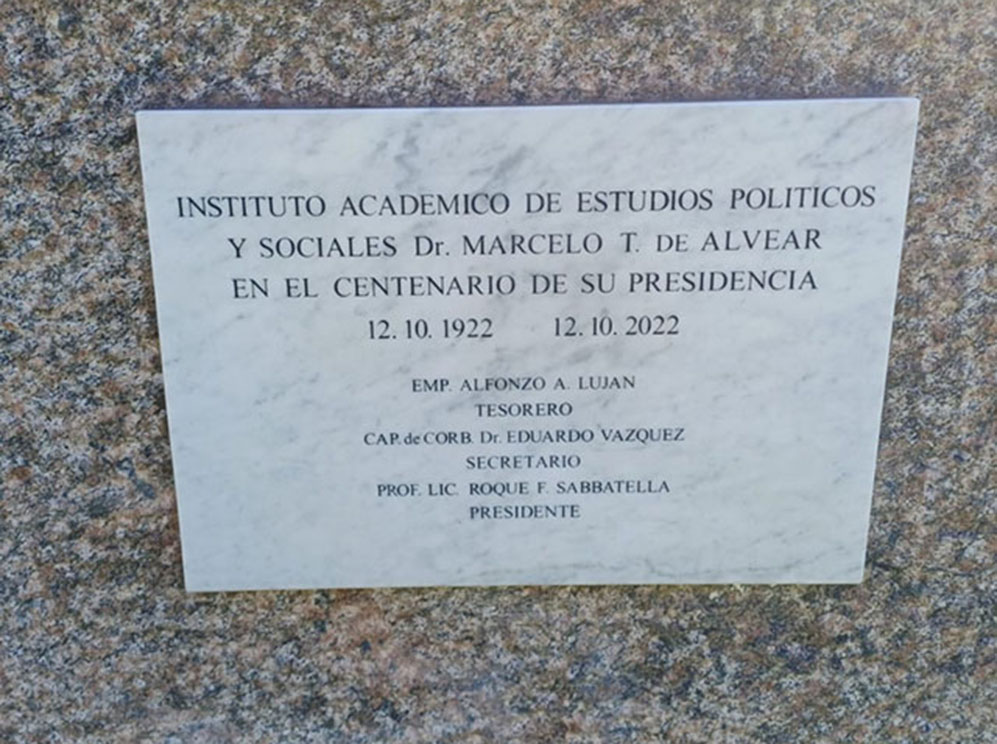 INSTITUTO ACADEMICO DE ESTUDIOS POLITICOS
Y SOCIALES Dr. MARCELO T. DE ALVEAR
EN EL CENTENARIO DE SU PRESIDENCIA
12. 10. 1922 12. 10. 2022
EMP. ALFONZO A. LUJAN
TESORERO
CAP. de CORB. Dr. EDUARDO VAZQUEZ
SECRETARIO
PROF. LIC. ROQUE F. SABBATELLA
PRESIDENTE